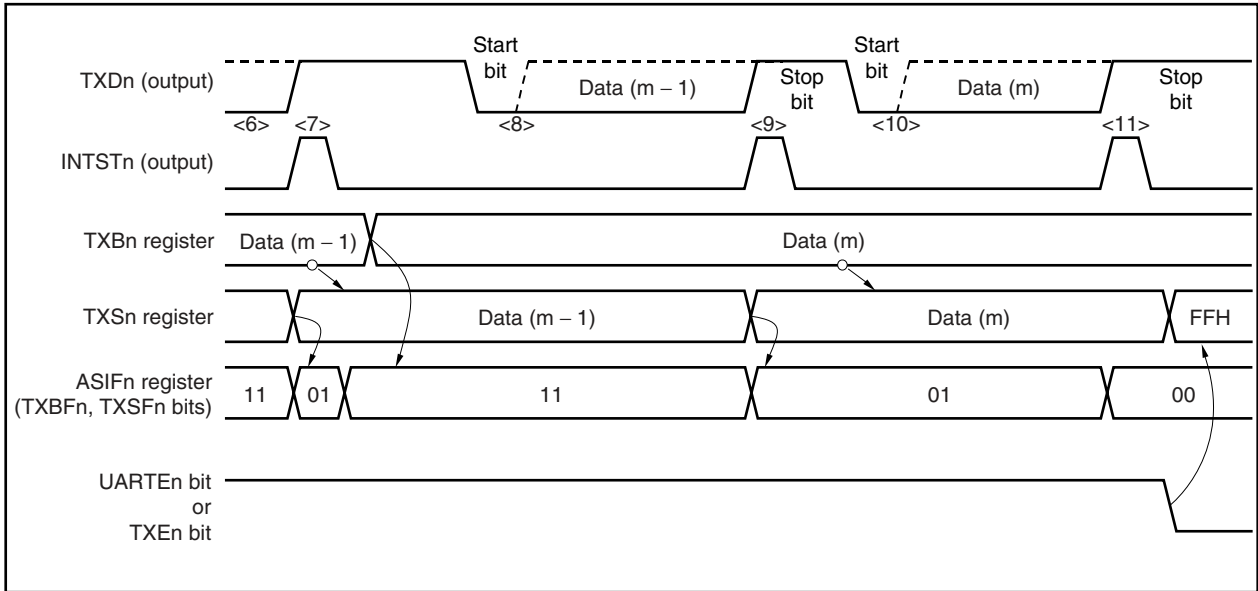 TXDn (output)
Start
bit
Data (m – 1)
Stop
bit
Start
bit
Data (m)
Stop
bit
<6> <7> <8> <9> <10> <11>
INTSTn (output)
TXBn register
Data (m – 1)
Data (m)
TXSn register
Data (m – 1)
Data (m)
FFH
ASIFn register
(TXBFn, TXSFn bits)
11 01 11 01 00
UARTEn bit
or
TXEn bit